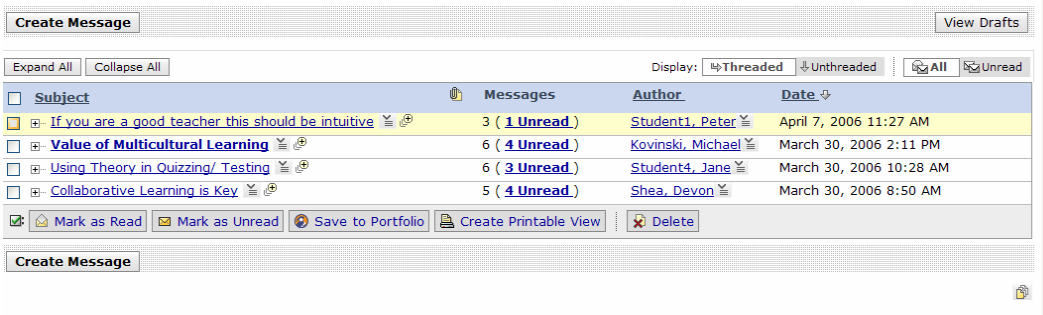 Create Message View Drafts
Expand All Collapse All Display: Threaded Unthreaded All Unread
Subject Messages Author Date
If you are a good teacher this should be intuitive 3 ( 1 Unread ) Student1, Peter April 7, 2006 11:27 AM
Value of Multicultural Learning 6 ( 4 Unread ) Kovinski, Michael March 30, 2006 2:11 PM
Using Theory in Quizzing/ Testing 6 ( 3 Unread ) Student4, Jane March 30, 2006 10:28 AM
Collaborative Learning is Key 5 ( 4 Unread ) Shea, Devon March 30, 2006 8:50 AM
Mark as Read Mark as Unread Save to Portfolio Create Printable View Delete
Create Message